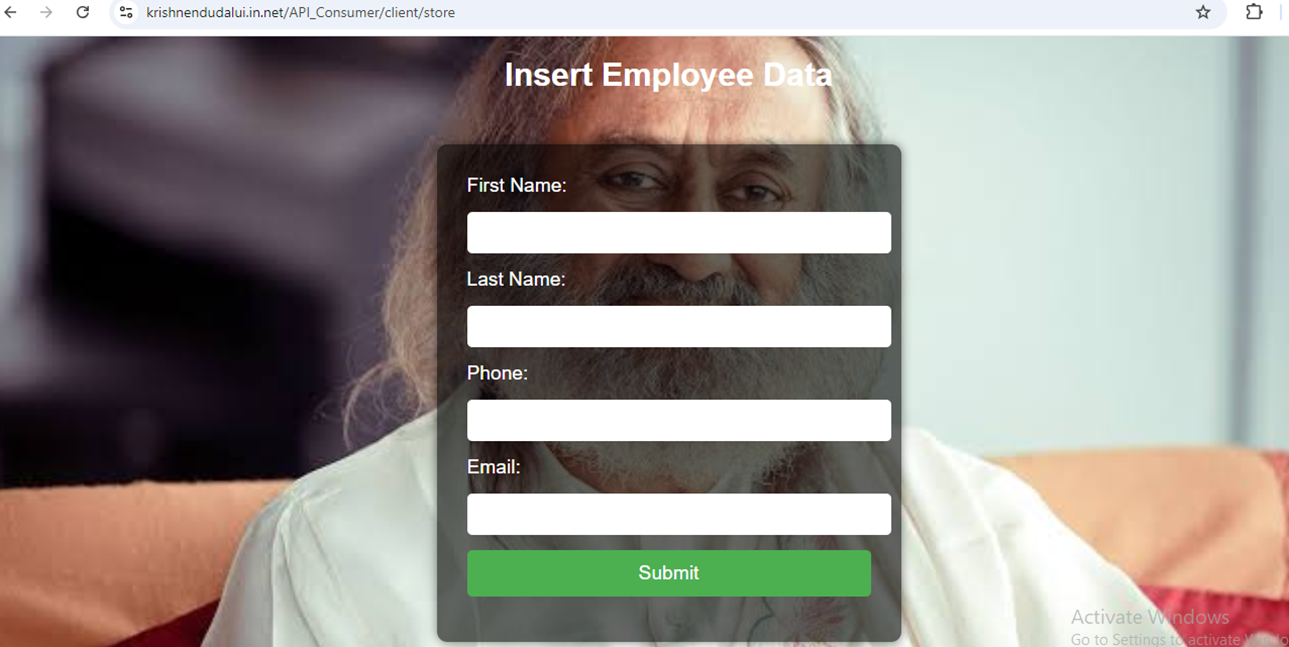 krishnendudalui.in.net/API_Consumer/client/store
Insert Employee Data
First Name:
Last Name:
Phone:
Email:
Submit
Activate Windows
Go to Settings to activate Windo